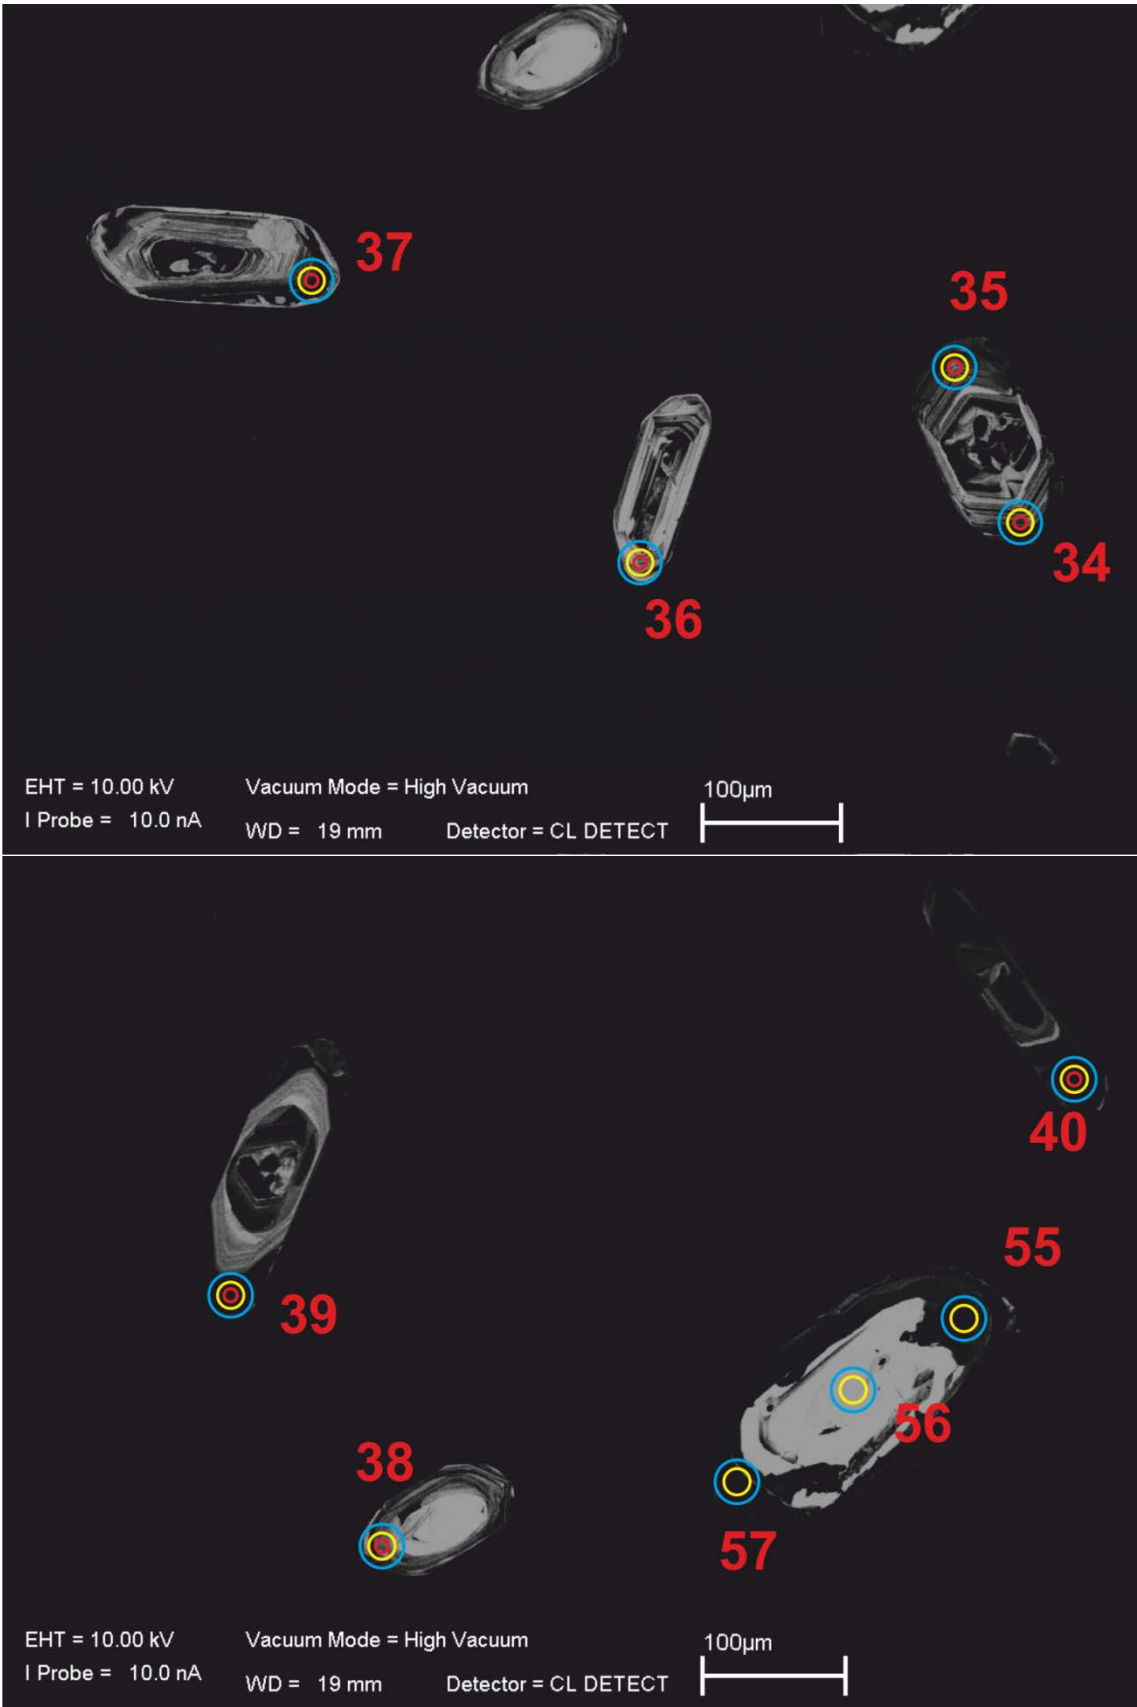 37
35
34
36
EHT = 10.00 kV
Vacuum Mode = High Vacuum
100µm
I Probe = 10.0 nA
WD = 19 mm
Detector = CL DETECT
40
55
39
56
38
57
EHT = 10.00 kV
Vacuum Mode = High Vacuum
100µm
I Probe = 10.0 nA
WD = 19 mm
Detector = CL DETECT